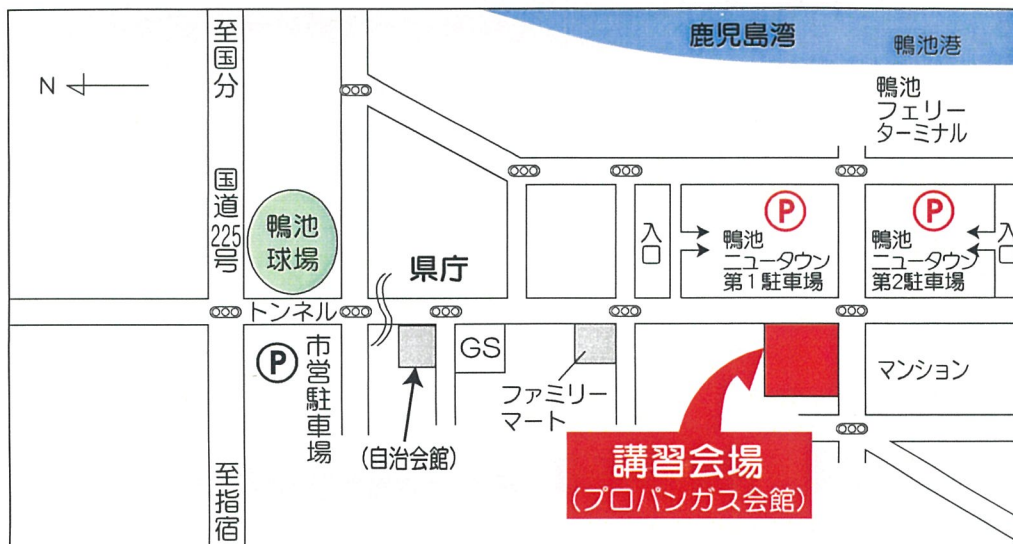 鹿児島湾
鴨池港
鴨池
フェリー
ターミナル
N
至国分
国道
225
号
鴨池
球場
県庁
入口
P
鴨池
ニュータウン
第1駐車場
P
鴨池
ニュータウン
第2駐車場
入口
トンネル
P
市営駐車場
(自治会館)
GS
ファミリー
マート
マンション
講習会場
(プロパンガス会館)
至指宿